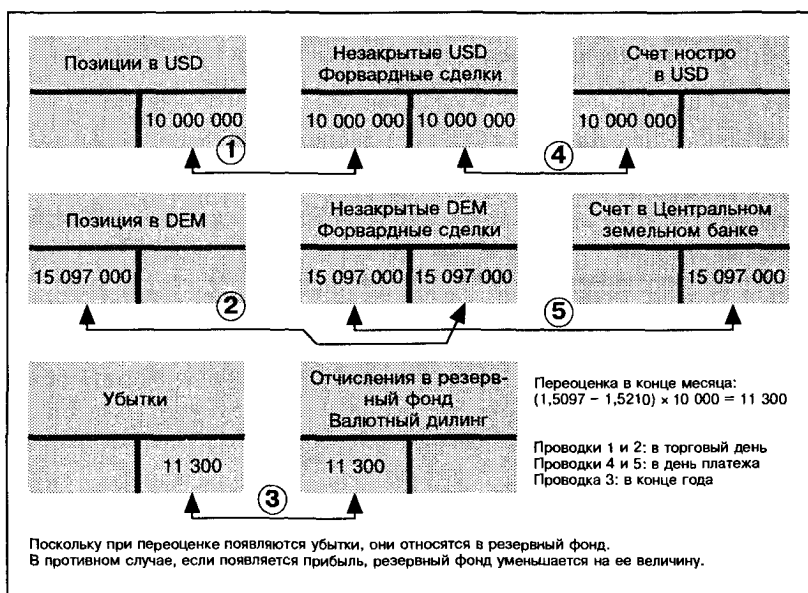 Позиции в USD
Незакрытые USD
Форвардные сделки
Счет ностро
в USD
10 000 000
10 000 000
10 000 000
10 000 000
1
4
Позиция в DEM
Незакрытые DEM
Форвардные сделки
Счет в Центральном
земельном банке
15 097 000
15 097 000
15 097 000
15 097 000
2
5
Убытки
Отчисления в резерв-
ный фонд
Валютный дилинг
11 300
11 300
3
Переоценка в конце месяца:
(1,5097 – 1,5210) × 10 000 = 11 300
Проводки 1 и 2: в торговый день
Проводки 4 и 5: в день платежа
Проводка 3: в конце года
Поскольку при переоценке появляются убытки, они относятся в резервный фонд.
В противном случае, если появляется прибыль, резервный фонд уменьшается на ее величину.